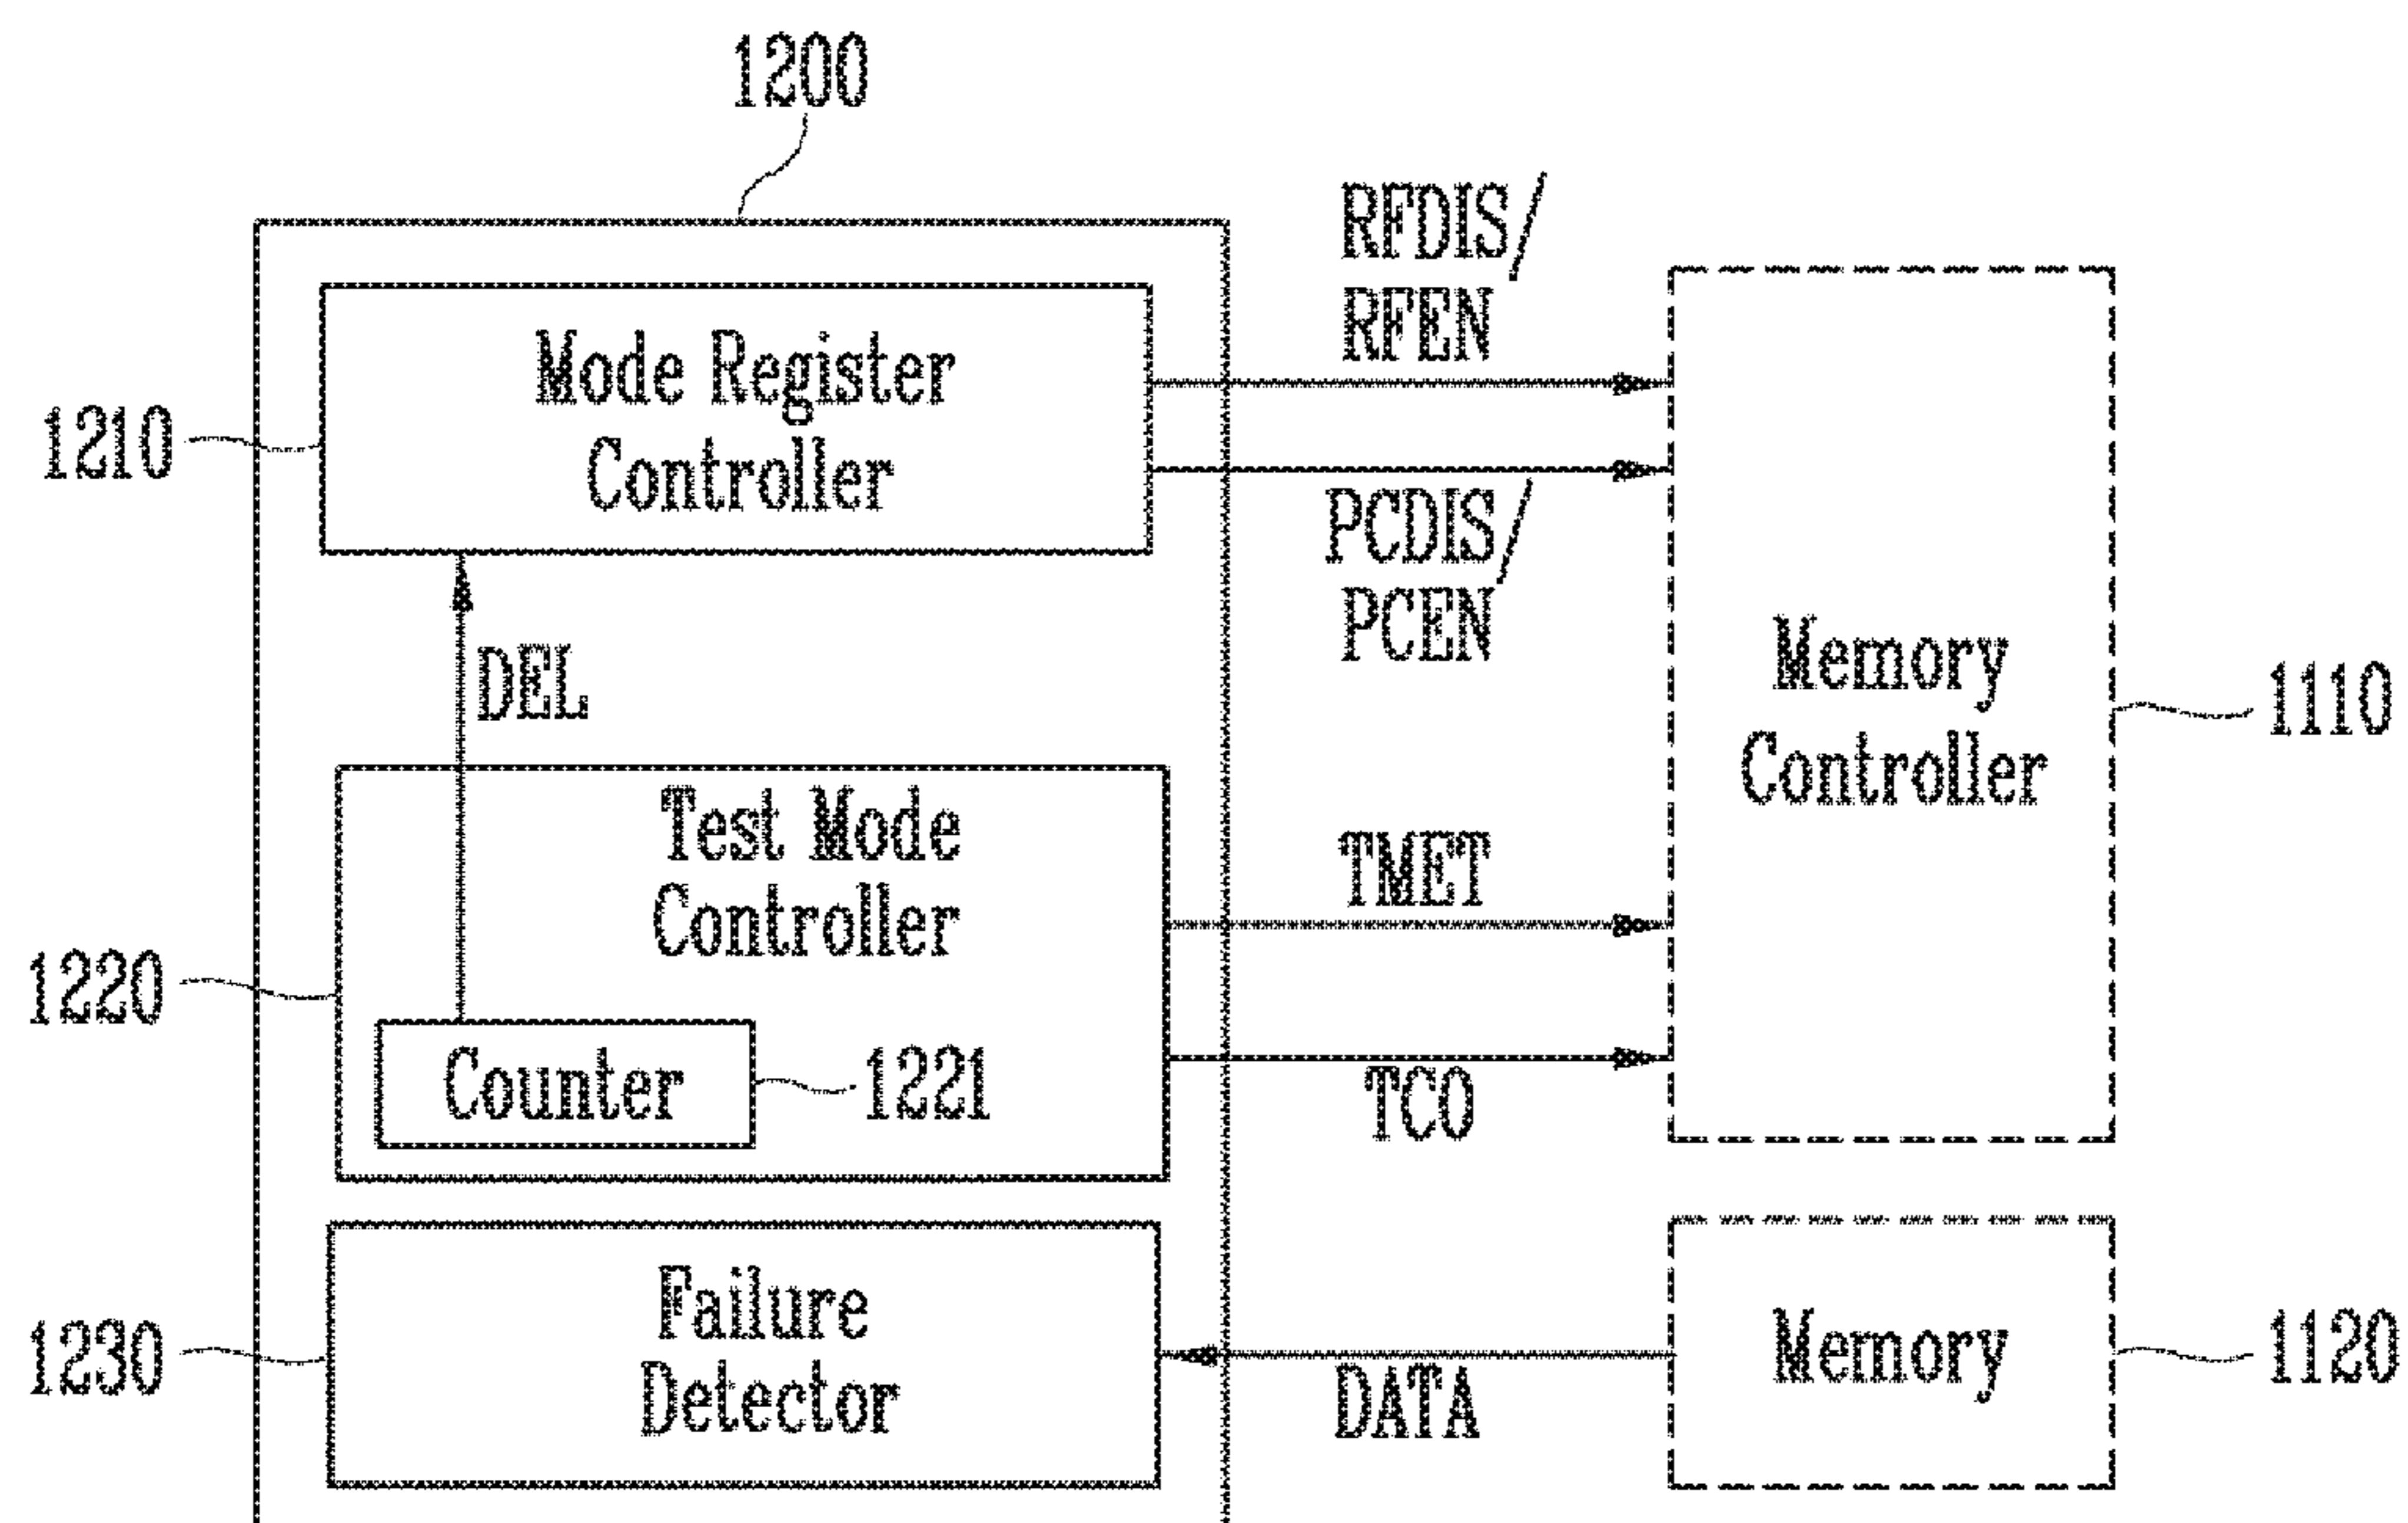 1200
RFDIS/
RFEN
Mode Register
Controller
1210
PCDIS/
PCEN
DEL
Memory
Controller
1110
Test Mode
Controller
TMET
1220
Counter
1221
TCO
Failure
Detector
1230
DATA
Memory
1120